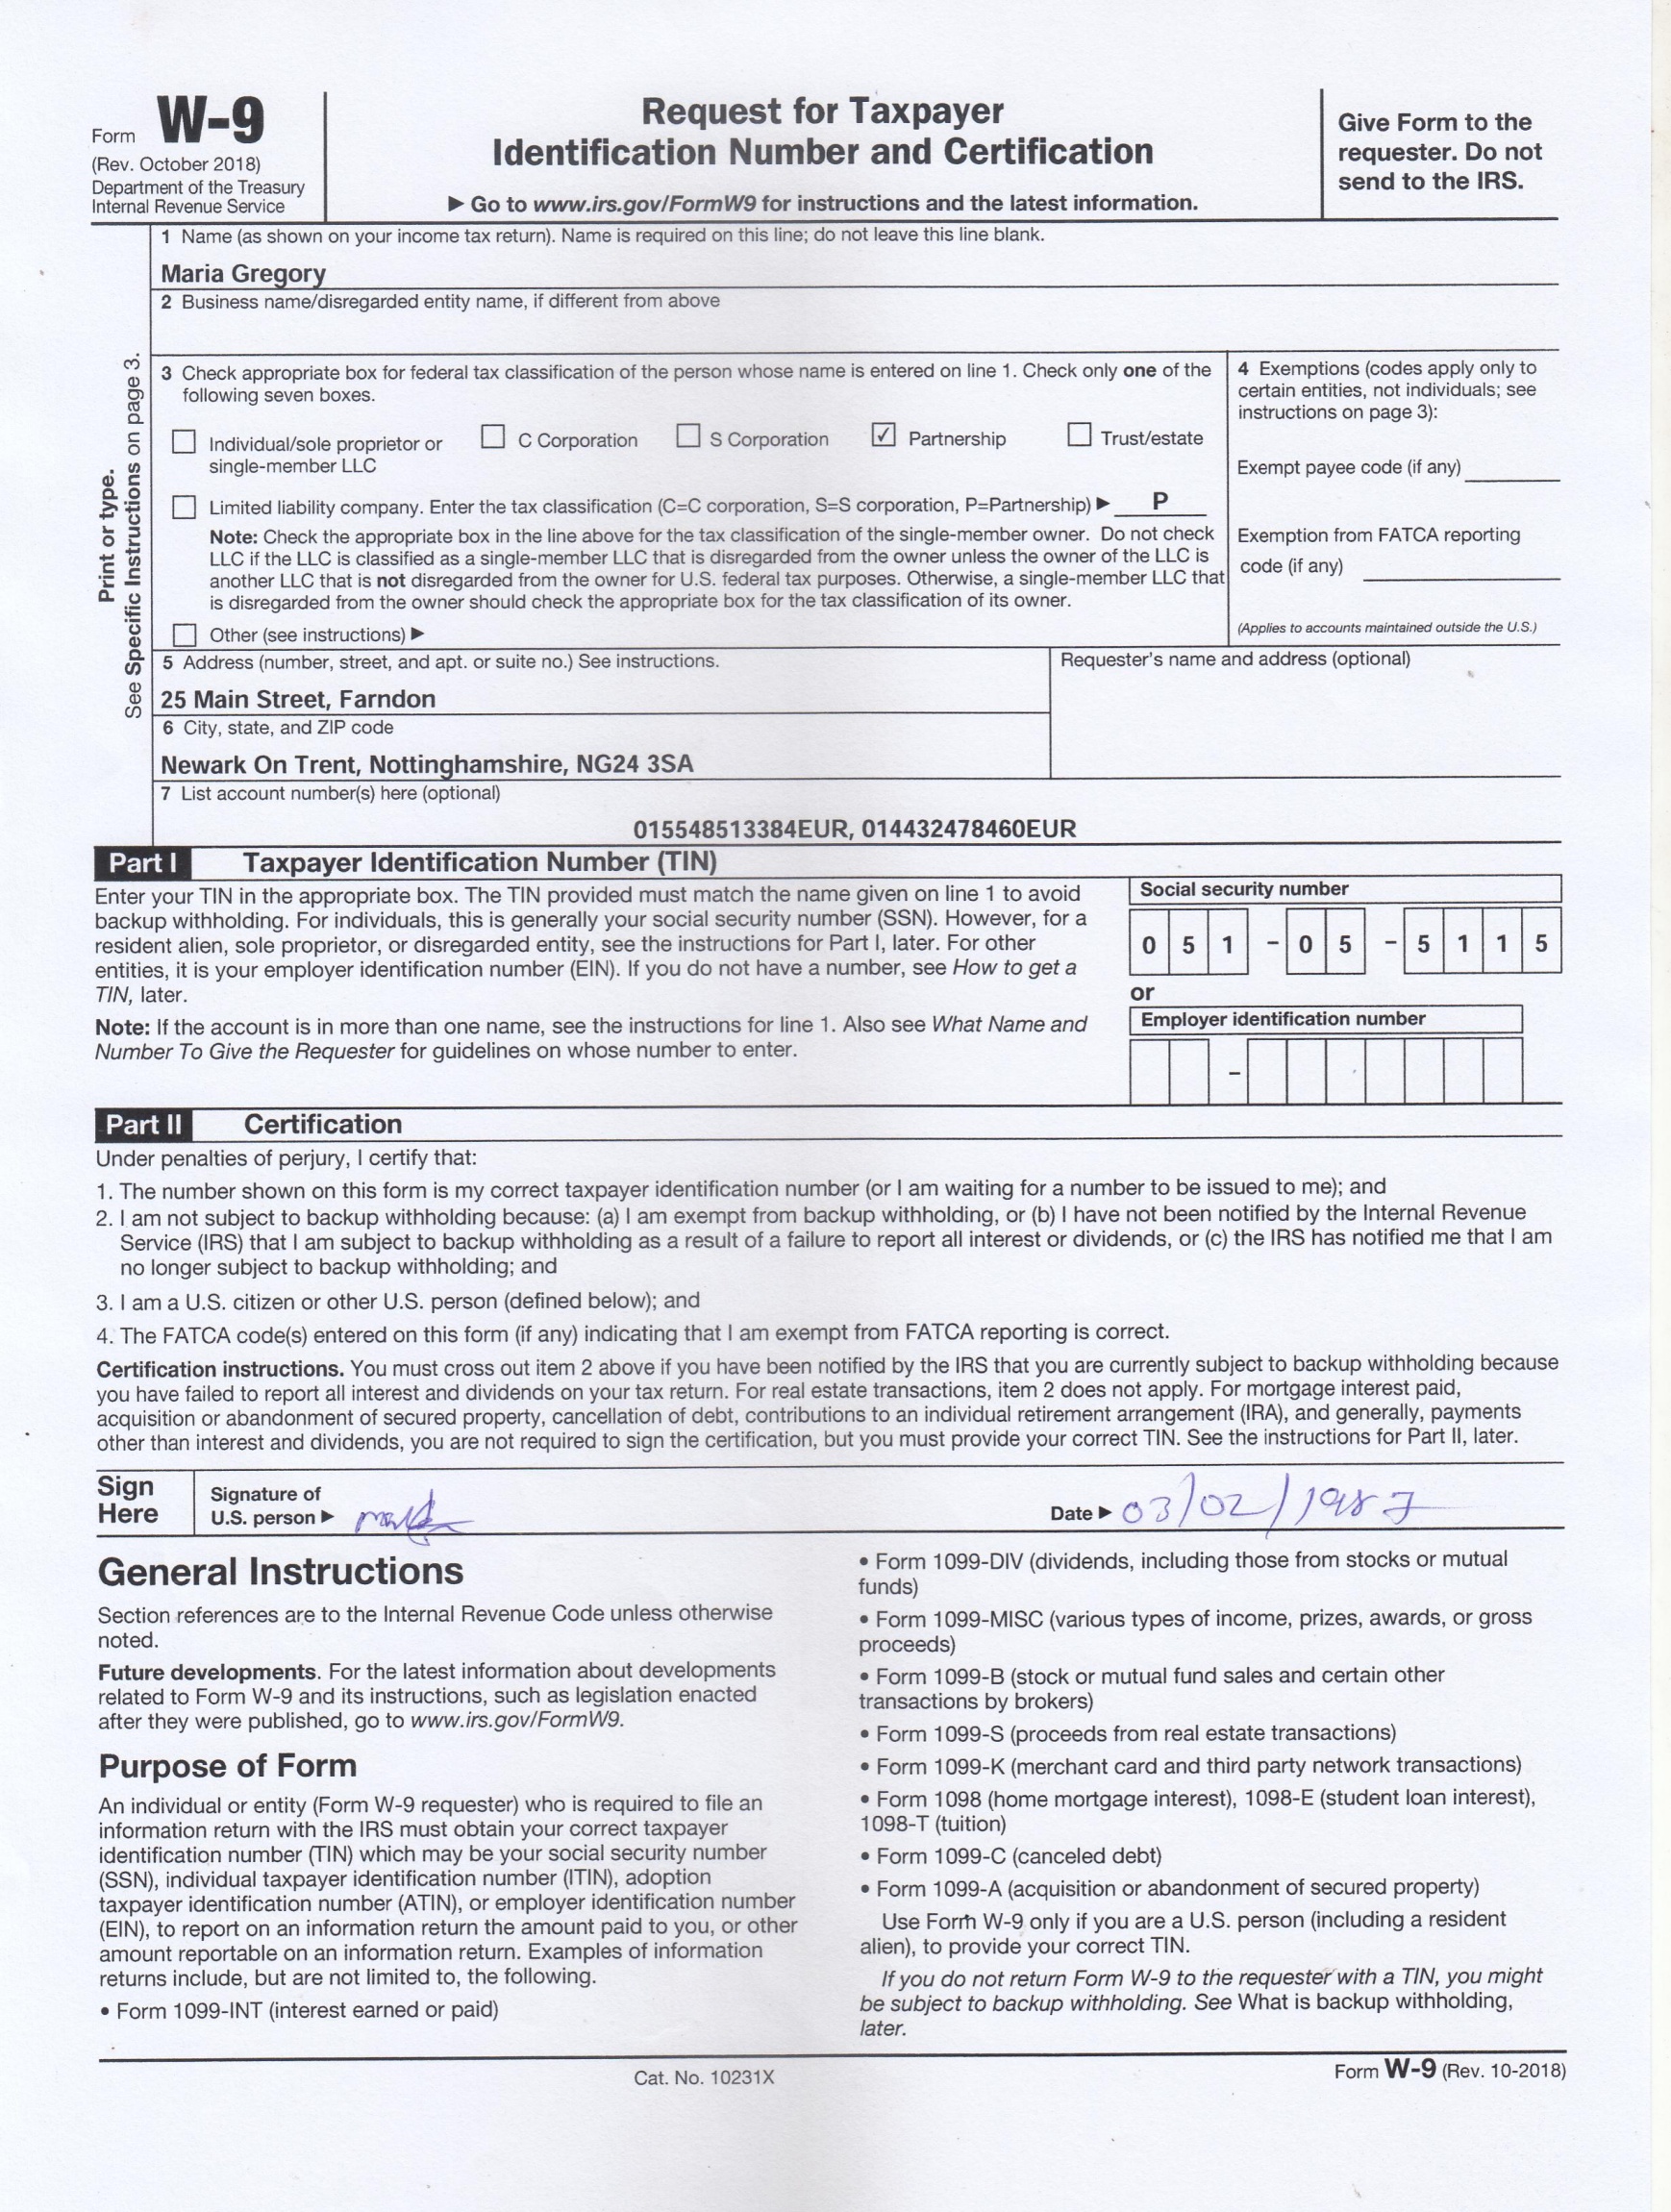 Form W-9
(Rev. October 2018)
Department of the Treasury
Internal Revenue Service
Request for Taxpayer
Identification Number and Certification
▶ Go to www.irs.gov/FormW9 for instructions and the latest information.
Give Form to the
requester. Do not
send to the IRS.
Print or type.
See Specific Instructions on page 3.
1 Name (as shown on your income tax return). Name is required on this line; do not leave this line blank.
Maria Gregory
2 Business name/disregarded entity name, if different from above
3 Check appropriate box for federal tax classification of the person whose name is entered on line 1. Check only one of the
following seven boxes.
☐ Individual/sole proprietor or
single-member LLC
☐ C Corporation
☐ S Corporation
☑ Partnership
☐ Trust/estate
☐ Limited liability company. Enter the tax classification (C=C corporation, S=S corporation, P=Partnership) ▶ P
Note: Check the appropriate box in the line above for the tax classification of the single-member owner. Do not check
LLC if the LLC is classified as a single-member LLC that is disregarded from the owner unless the owner of the LLC is
another LLC that is not disregarded from the owner for U.S. federal tax purposes. Otherwise, a single-member LLC that
is disregarded from the owner should check the appropriate box for the tax classification of its owner.
☐ Other (see instructions) ▶
4 Exemptions (codes apply only to
certain entities, not individuals; see
instructions on page 3):
Exempt payee code (if any)
Exemption from FATCA reporting
code (if any)
(Applies to accounts maintained outside the U.S.)
5 Address (number, street, and apt. or suite no.) See instructions.
25 Main Street, Farndon
6 City, state, and ZIP code
Newark On Trent, Nottinghamshire, NG24 3SA
Requester's name and address (optional)
7 List account number(s) here (optional)
015548513384EUR, 014432478460EUR
Part I Taxpayer Identification Number (TIN)
Enter your TIN in the appropriate box. The TIN provided must match the name given on line 1 to avoid
backup withholding. For individuals, this is generally your social security number (SSN). However, for a
resident alien, sole proprietor, or disregarded entity, see the instructions for Part I, later. For other
entities, it is your employer identification number (EIN). If you do not have a number, see How to get a
TIN, later.
Note: If the account is in more than one name, see the instructions for line 1. Also see What Name and
Number To Give the Requester for guidelines on whose number to enter.
Social security number
0 5 1 - 0 5 - 5 1 1 5
or
Employer identification number
-
Part II Certification
Under penalties of perjury, I certify that:
1. The number shown on this form is my correct taxpayer identification number (or I am waiting for a number to be issued to me); and
2. I am not subject to backup withholding because: (a) I am exempt from backup withholding, or (b) I have not been notified by the Internal Revenue
Service (IRS) that I am subject to backup withholding as a result of a failure to report all interest or dividends, or (c) the IRS has notified me that I am
no longer subject to backup withholding; and
3. I am a U.S. citizen or other U.S. person (defined below); and
4. The FATCA code(s) entered on this form (if any) indicating that I am exempt from FATCA reporting is correct.
Certification instructions. You must cross out item 2 above if you have been notified by the IRS that you are currently subject to backup withholding because
you have failed to report all interest and dividends on your tax return. For real estate transactions, item 2 does not apply. For mortgage interest paid,
acquisition or abandonment of secured property, cancellation of debt, contributions to an individual retirement arrangement (IRA), and generally, payments
other than interest and dividends, you are not required to sign the certification, but you must provide your correct TIN. See the instructions for Part II, later.
Sign
Here
Signature of
U.S. person ▶
Date ▶ 03/02/1987
General Instructions
Section references are to the Internal Revenue Code unless otherwise
noted.
Future developments. For the latest information about developments
related to Form W-9 and its instructions, such as legislation enacted
after they were published, go to www.irs.gov/FormW9.
Purpose of Form
An individual or entity (Form W-9 requester) who is required to file an
information return with the IRS must obtain your correct taxpayer
identification number (TIN) which may be your social security number
(SSN), individual taxpayer identification number (ITIN), adoption
taxpayer identification number (ATIN), or employer identification number
(EIN), to report on an information return the amount paid to you, or other
amount reportable on an information return. Examples of information
returns include, but are not limited to, the following.
• Form 1099-INT (interest earned or paid)
• Form 1099-DIV (dividends, including those from stocks or mutual
funds)
• Form 1099-MISC (various types of income, prizes, awards, or gross
proceeds)
• Form 1099-B (stock or mutual fund sales and certain other
transactions by brokers)
• Form 1099-S (proceeds from real estate transactions)
• Form 1099-K (merchant card and third party network transactions)
• Form 1098 (home mortgage interest), 1098-E (student loan interest),
1098-T (tuition)
• Form 1099-C (canceled debt)
• Form 1099-A (acquisition or abandonment of secured property)
Use Form W-9 only if you are a U.S. person (including a resident
alien), to provide your correct TIN.
If you do not return Form W-9 to the requester with a TIN, you might
be subject to backup withholding. See What is backup withholding,
later.
Cat. No. 10231X
Form W-9 (Rev. 10-2018)